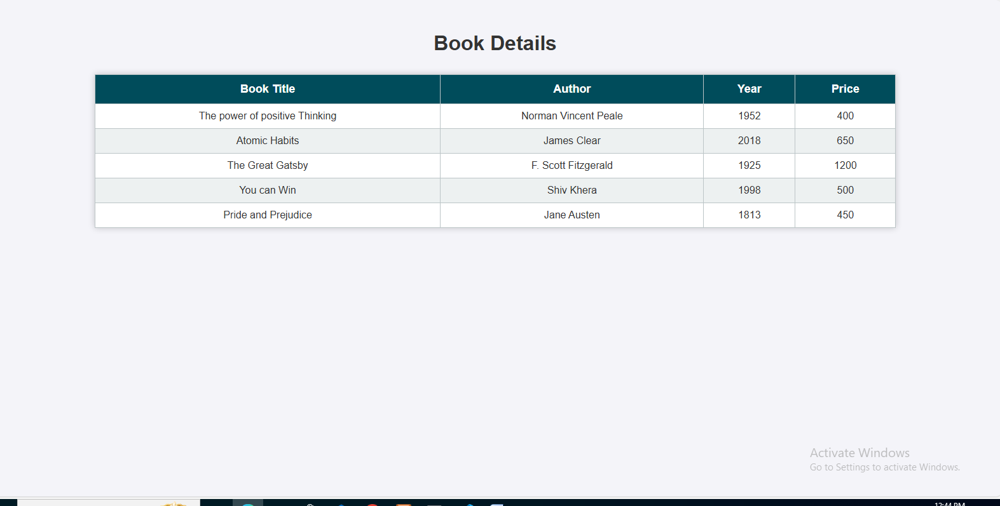 Book Details
Book Title Author Year Price
The power of positive Thinking Norman Vincent Peale 1952 400
Atomic Habits James Clear 2018 650
The Great Gatsby F. Scott Fitzgerald 1925 1200
You can Win Shiv Khera 1998 500
Pride and Prejudice Jane Austen 1813 450
Activate Windows
Go to Settings to activate Windows.
12:44 PM